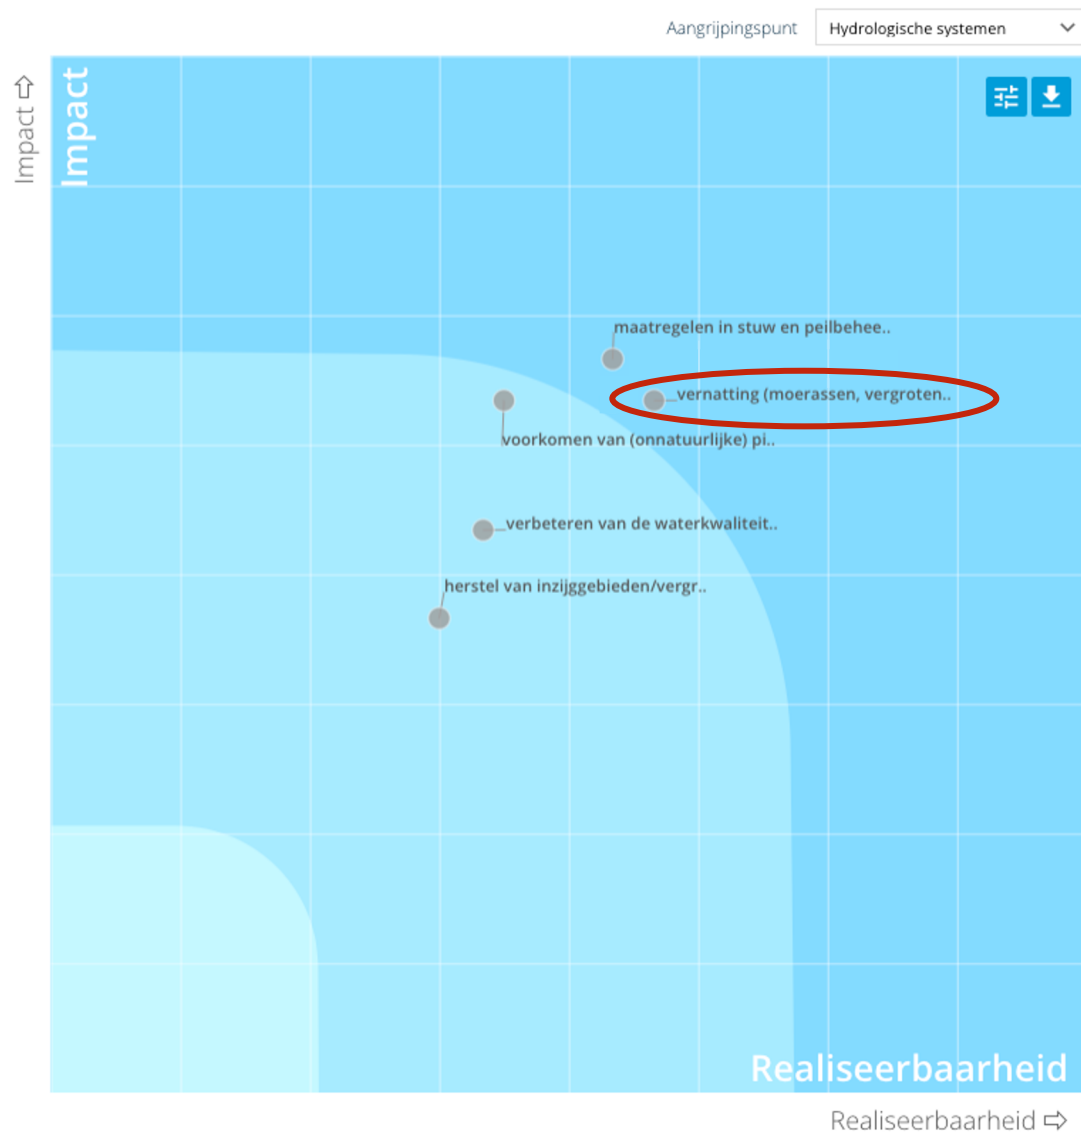 Aangrijpingspunt
Hydrologische systemen
Impact
Impact
maatregelen in stuw en peilbehee..
vernatting (moerassen, vergroten..
voorkomen van (onnatuurlijke) pi..
verbeteren van de waterkwaliteit..
herstel van inzijggebieden/vergr..
Realiseerbaarheid
Realiseerbaarheid